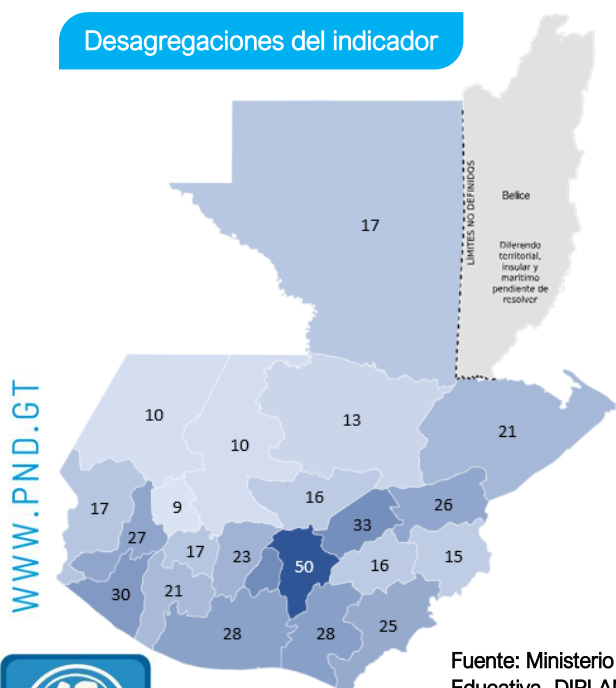 Desagregaciones del indicador
17
LÍMITES NO DEFINIDOS
Belice
Diferendo
territorial,
insular y
marítimo
pendiente de
resolver
WWW.PND.GT
10
10
13
21
17
9
16
26
27
33
17
23
50
16
15
30
21
28
28
25
Fuente: Ministerio